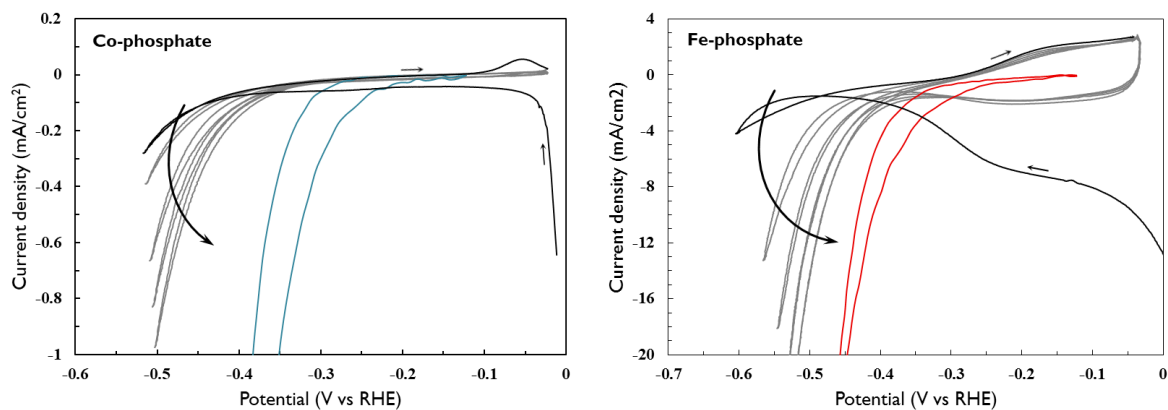 Co-phosphate
Current density (mA/cm²)
0.2
0
-0.2
-0.4
-0.6
-0.8
-1
-0.6 -0.5 -0.4 -0.3 -0.2 -0.1 0
Potential (V vs RHE)
Fe-phosphate
Current density (mA/cm2)
4
0
-4
-8
-12
-16
-20
-0.7 -0.6 -0.5 -0.4 -0.3 -0.2 -0.1 0
Potential (V vs RHE)